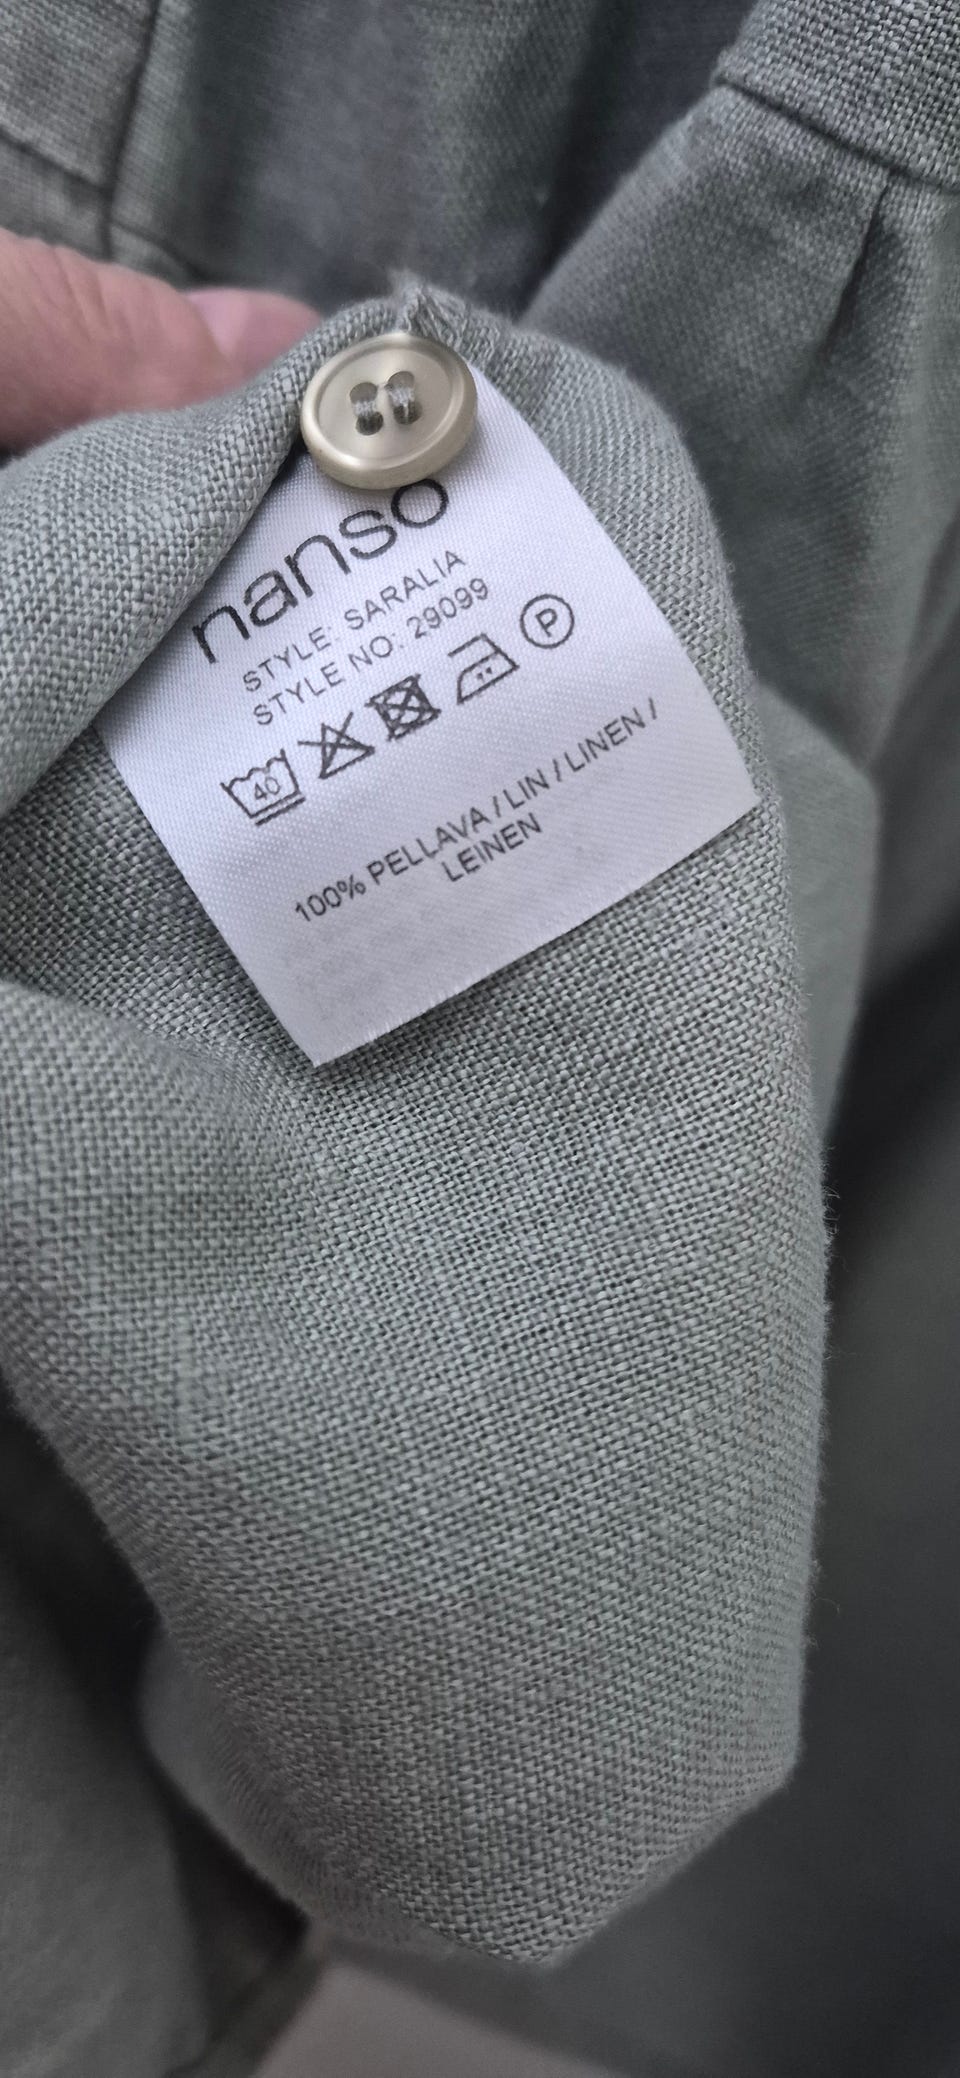 nanso
STYLE: SARALIA
STYLE NO: 29099
40 P
100% PELLAVA / LIN / LINEN /
LEINEN